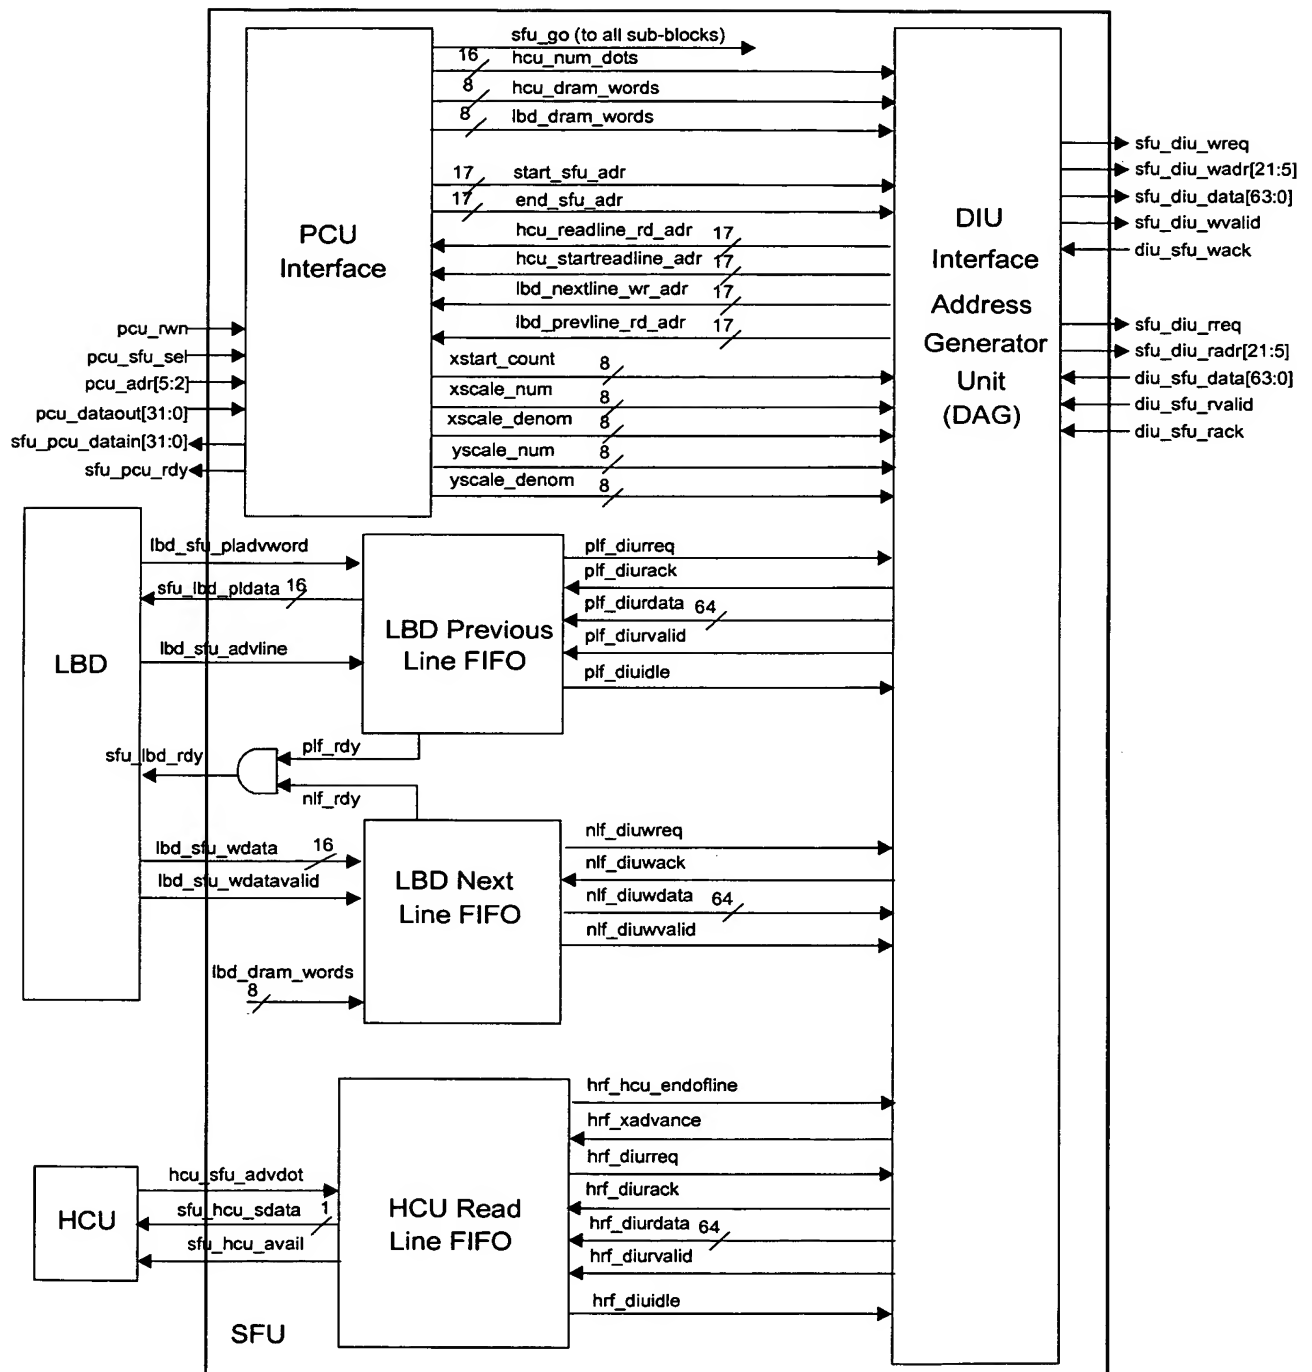 sfu_go (to all sub-blocks)
16 hcu_num_dots
8 hcu_dram_words
8 lbd_dram_words
17 start_sfu_adr
17 end_sfu_adr
hcu_readline_rd_adr 17
hcu_startreadline_adr 17
lbd_nextline_wr_adr 17
lbd_prevline_rd_adr 17
xstart_count 8
xscale_num 8
xscale_denom 8
yscale_num 8
yscale_denom 8
PCU
Interface
pcu_rwn
pcu_sfu_sel
pcu_adr[5:2]
pcu_dataout[31:0]
sfu_pcu_datain[31:0]
sfu_pcu_rdy
DIU
Interface
Address
Generator
Unit
(DAG)
sfu_diu_wreq
sfu_diu_wadr[21:5]
sfu_diu_data[63:0]
sfu_diu_wvalid
diu_sfu_wack
sfu_diu_rreq
sfu_diu_radr[21:5]
diu_sfu_data[63:0]
diu_sfu_rvalid
diu_sfu_rack
LBD
lbd_sfu_pladvword
sfu_lbd_pldata 16
lbd_sfu_advline
LBD Previous
Line FIFO
plf_diurreq
plf_diurack
plf_diurdata 64
plf_diurvalid
plf_diuidle
sfu_lbd_rdy
plf_rdy
nlf_rdy
lbd_sfu_wdata 16
lbd_sfu_wdatavalid
lbd_dram_words
8
LBD Next
Line FIFO
nlf_diuwreq
nlf_diuwack
nlf_diuwdata 64
nlf_diuwvalid
HCU
hcu_sfu_advdot
sfu_hcu_sdata 1
sfu_hcu_avail
HCU Read
Line FIFO
hrf_hcu_endofline
hrf_xadvance
hrf_diurreq
hrf_diurack
hrf_diurdata 64
hrf_diurvalid
hrf_diuidle
SFU